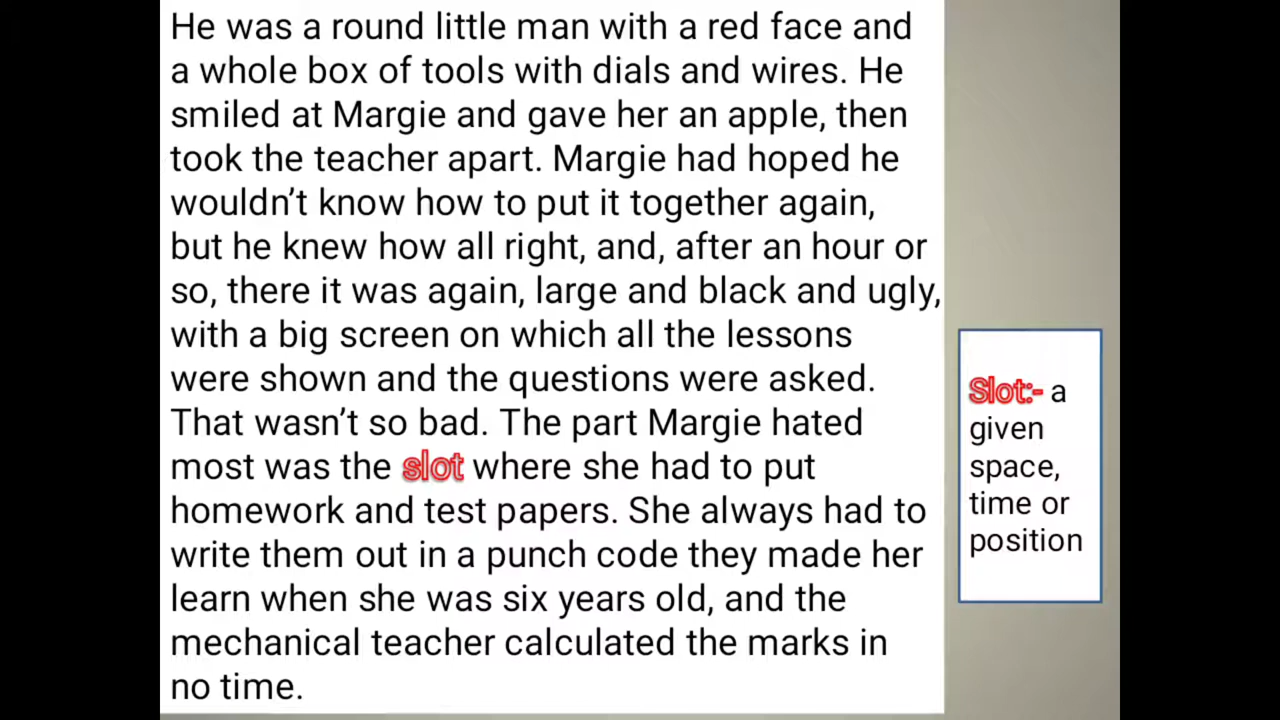 He was a round little man with a red face and
a whole box of tools with dials and wires. He
smiled at Margie and gave her an apple, then
took the teacher apart. Margie had hoped he
wouldn’t know how to put it together again,
but he knew how all right, and, after an hour or
so, there it was again, large and black and ugly,
with a big screen on which all the lessons
were shown and the questions were asked.
That wasn’t so bad. The part Margie hated
most was the slot where she had to put
homework and test papers. She always had to
write them out in a punch code they made her
learn when she was six years old, and the
mechanical teacher calculated the marks in
no time.
Slot:- a
given
space,
time or
position